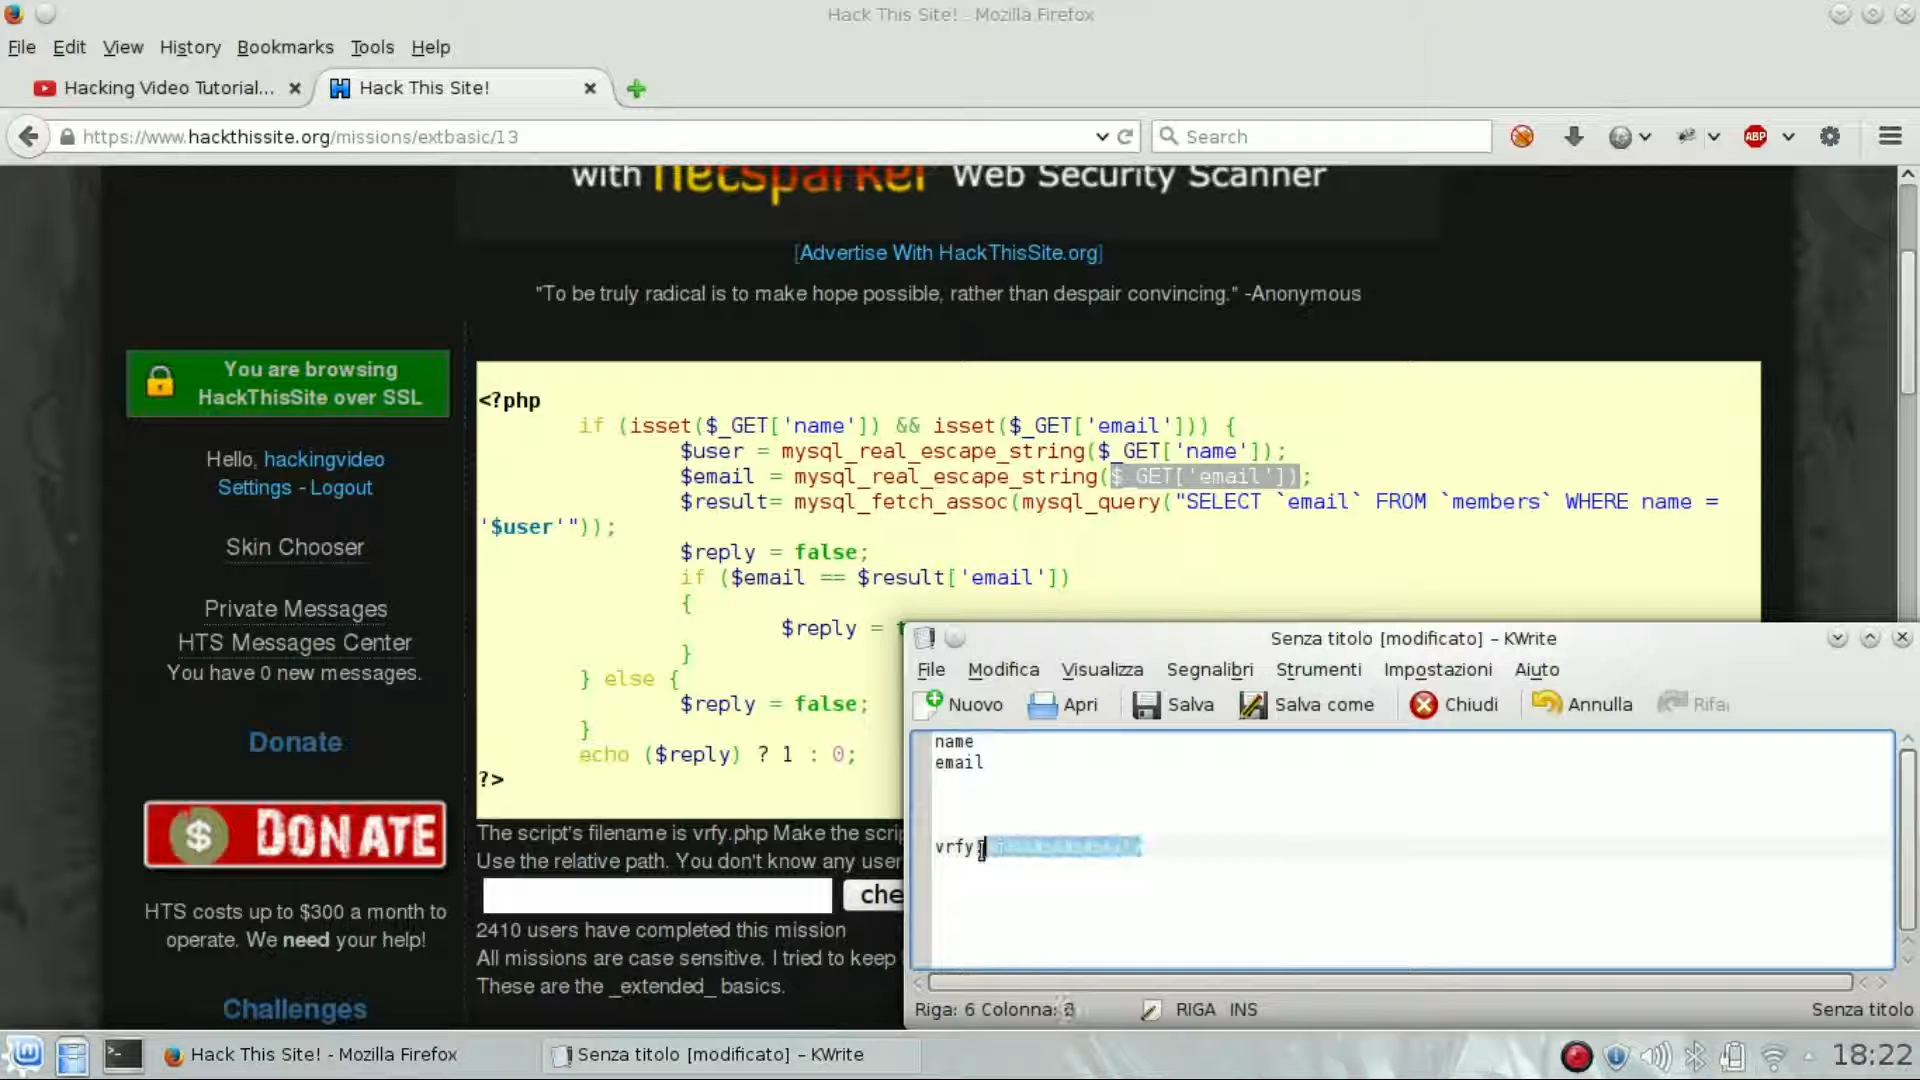 Hack This Site! - Mozilla Firefox
File Edit View History Bookmarks Tools Help
Hacking Video Tutorial...
Hack This Site!
https://www.hackthissite.org/missions/extbasic/13
Search
ABP
with netsparker Web Security Scanner
[Advertise With HackThisSite.org]
"To be truly radical is to make hope possible, rather than despair convincing." -Anonymous
You are browsing
HackThisSite over SSL
Hello, hackingvideo
Settings - Logout
Skin Chooser
Private Messages
HTS Messages Center
You have 0 new messages.
Donate
$ DONATE
HTS costs up to $300 a month to
operate. We need your help!
Challenges
<?php
if (isset($_GET['name']) && isset($_GET['email'])) {
$user = mysql_real_escape_string($_GET['name']);
$email = mysql_real_escape_string($_GET['email']);
$result= mysql_fetch_assoc(mysql_query("SELECT `email` FROM `members` WHERE name =
'$user'"));
$reply = false;
if ($email == $result['email'])
{
$reply = t
}
} else {
$reply = false;
}
echo ($reply) ? 1 : 0;
?>
The script's filename is vrfy.php Make the scri
Use the relative path. You don't know any user
che
2410 users have completed this mission
All missions are case sensitive. I tried to keep
These are the _extended_ basics.
Senza titolo [modificato] – KWrite
File Modifica Visualizza Segnalibri Strumenti Impostazioni Aiuto
Nuovo Apri Salva Salva come Chiudi Annulla Rifai
name
email
vrfy
Riga: 6 Colonna:
RIGA INS
Senza titolo
Hack This Site! - Mozilla Firefox
Senza titolo [modificato] – KWrite
18:22